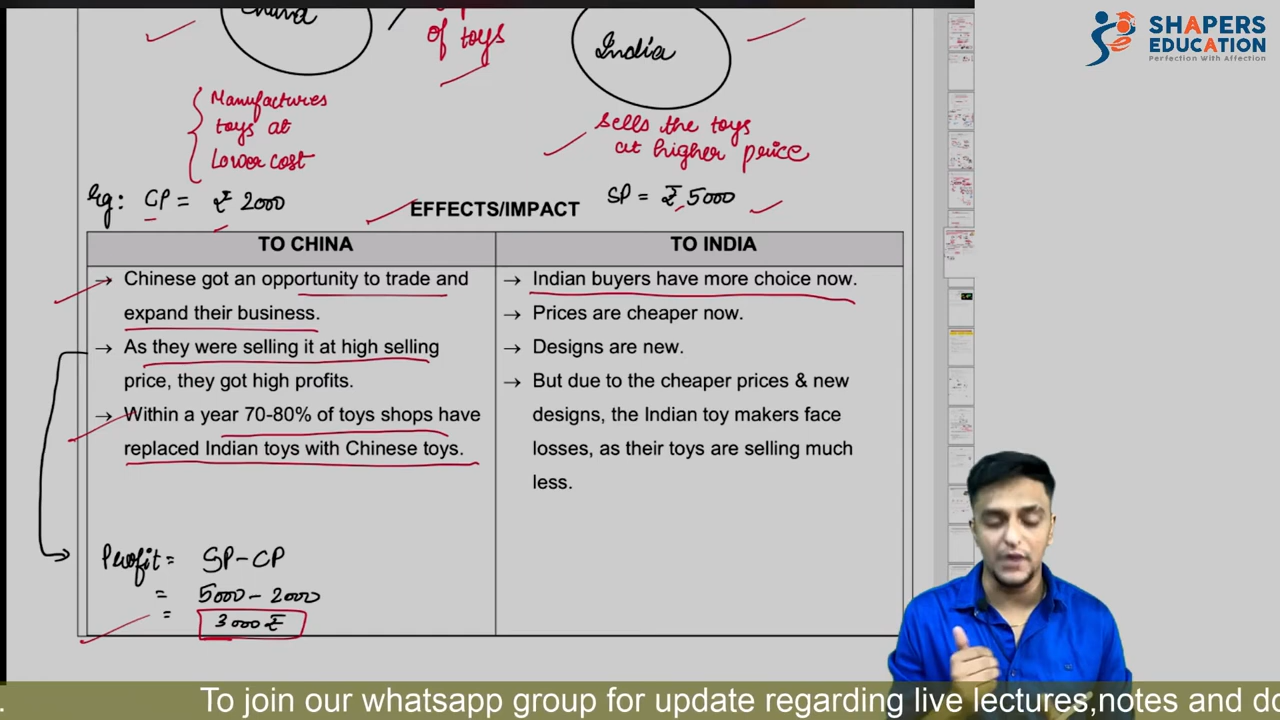 SHAPERS
EDUCATION
Perfection With Affection
of toys
India
Manufactures
toys at
Lower cost
Sells the toys
at higher price
Eg: CP = ₹ 2000
SP = ₹ 5000
EFFECTS/IMPACT
TO CHINA
→ Chinese got an opportunity to trade and
expand their business.
→ As they were selling it at high selling
price, they got high profits.
→ Within a year 70-80% of toys shops have
replaced Indian toys with Chinese toys.
Profit = SP - CP
= 5000 - 2000
= 3000 ₹
TO INDIA
→ Indian buyers have more choice now.
→ Prices are cheaper now.
→ Designs are new.
→ But due to the cheaper prices & new
designs, the Indian toy makers face
losses, as their toys are selling much
less.
. To join our whatsapp group for update regarding live lectures,notes and